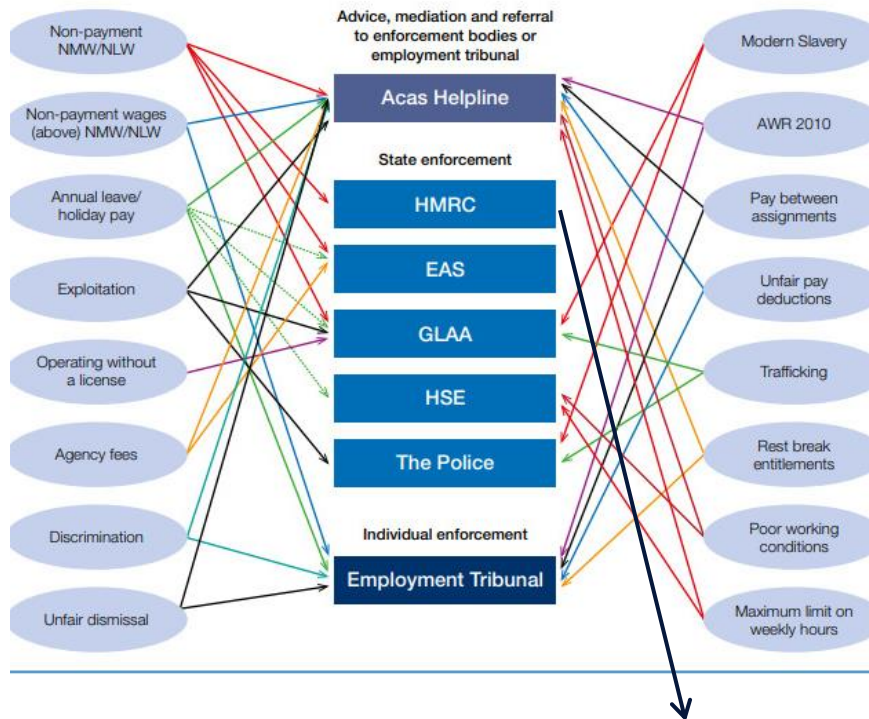 Non-payment
NMW/NLW
Non-payment wages
(above) NMW/NLW
Annual leave/
holiday pay
Exploitation
Operating without
a license
Agency fees
Discrimination
Unfair dismissal
Advice, mediation and referral
to enforcement bodies or
employment tribunal
Acas Helpline
State enforcement
HMRC
EAS
GLAA
HSE
The Police
Individual enforcement
Employment Tribunal
Modern Slavery
AWR 2010
Pay between
assignments
Unfair pay
deductions
Trafficking
Rest break
entitlements
Poor working
conditions
Maximum limit on
weekly hours